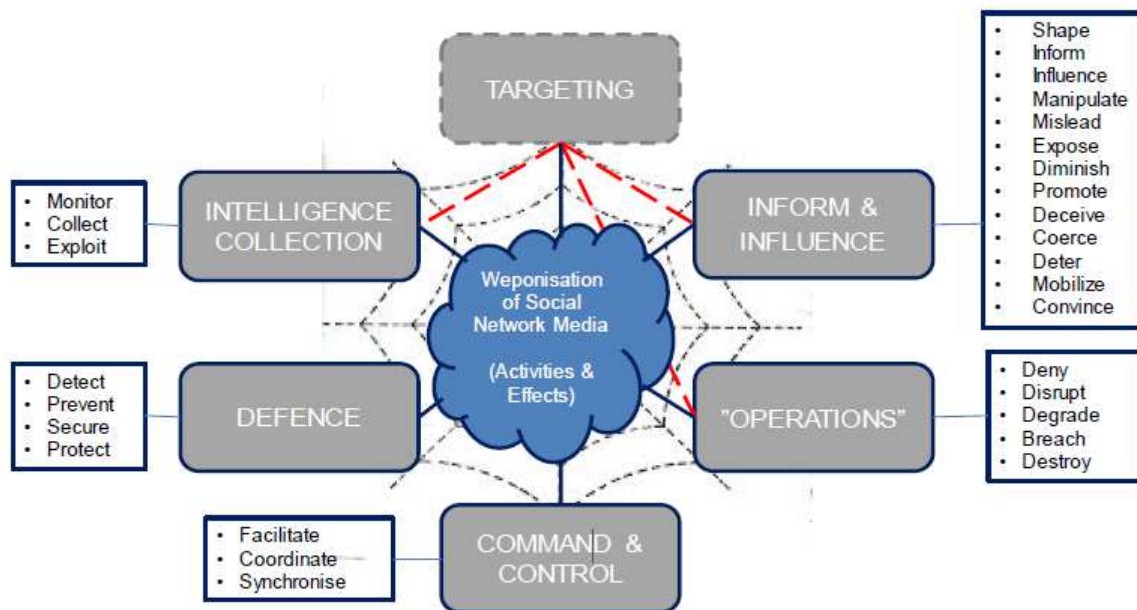 TARGETING
• Shape
• Inform
• Influence
• Manipulate
• Mislead
• Expose
• Diminish
• Promote
• Deceive
• Coerce
• Deter
• Mobilize
• Convince
• Monitor
• Collect
• Exploit
INTELLIGENCE
COLLECTION
INFORM &
INFLUENCE
Weponisation
of Social
Network Media
(Activities &
Effects)
• Detect
• Prevent
• Secure
• Protect
DEFENCE
"OPERATIONS"
• Deny
• Disrupt
• Degrade
• Breach
• Destroy
• Facilitate
• Coordinate
• Synchronise
COMMAND &
CONTROL